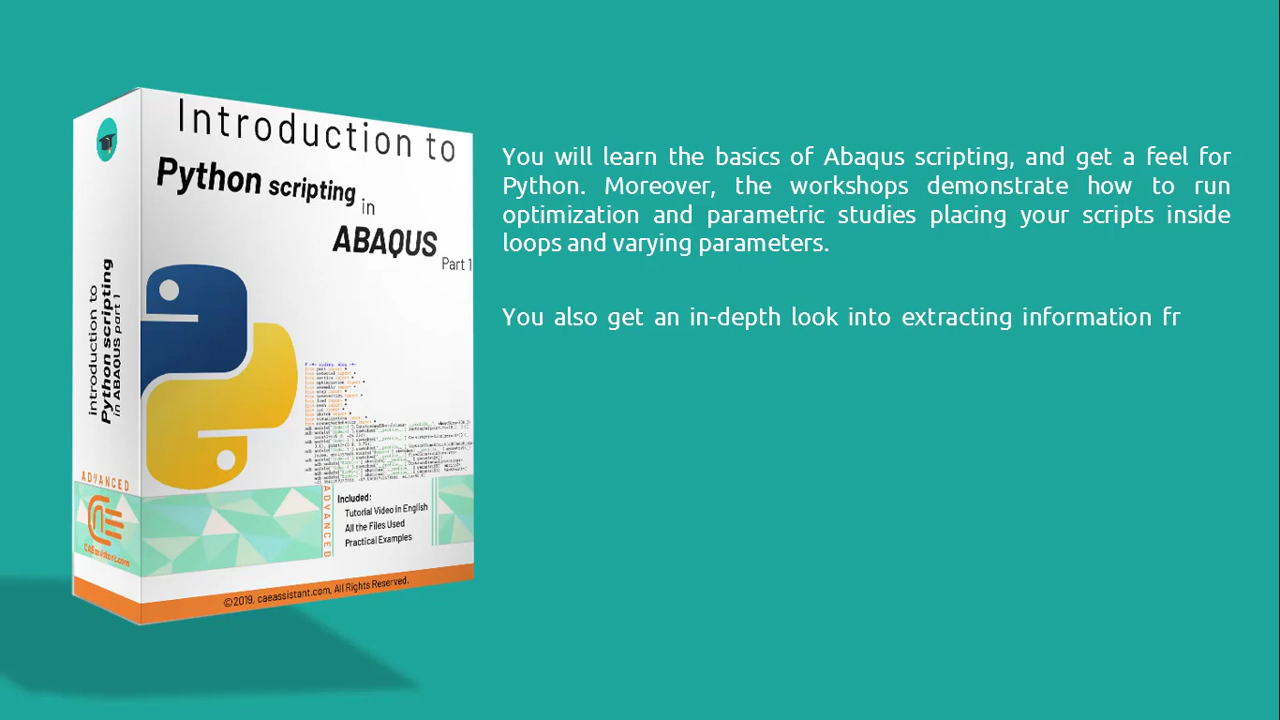 Introduction to
Python scripting
in
ABAQUS
Part 1
introduction to
Python scripting
in ABAQUS part 1
ADVANCED
CAEassistant.com
ADVANCED
Included:
Tutorial Video in English
All the Files Used
Practical Examples
©2019, caeassistant.com, All Rights Reserved.
You will learn the basics of Abaqus scripting, and get a feel for
Python. Moreover, the workshops demonstrate how to run
optimization and parametric studies placing your scripts inside
loops and varying parameters.
You also get an in-depth look into extracting information fr